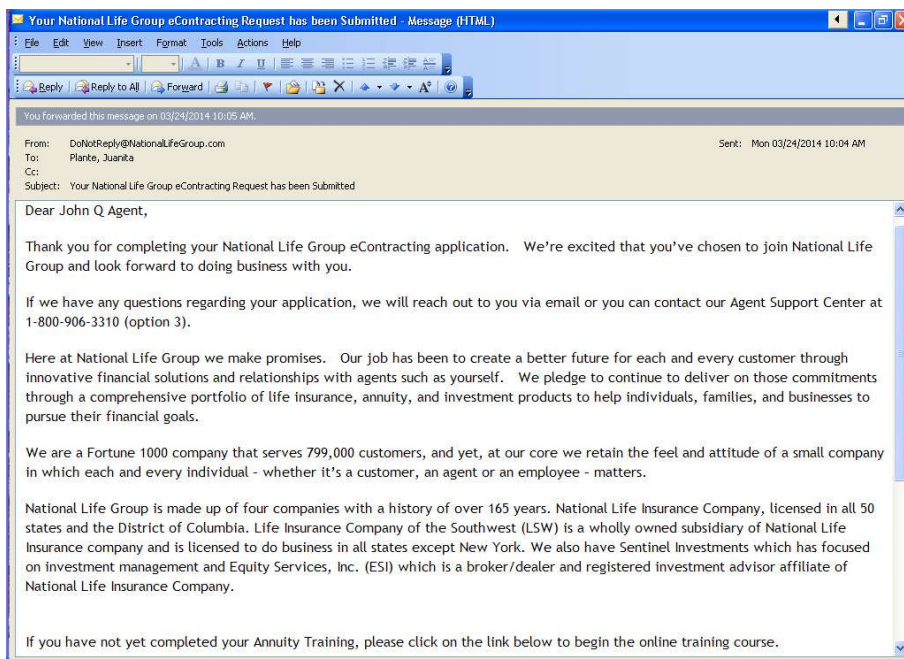 Your National Life Group eContracting Request has been Submitted - Message (HTML)
File Edit View Insert Format Tools Actions Help
A B I U
Reply Reply to All Forward
You forwarded this message on 03/24/2014 10:05 AM.
From: DoNotReply@NationalLifeGroup.com Sent: Mon 03/24/2014 10:04 AM
To: Plante, Juanita
Cc:
Subject: Your National Life Group eContracting Request has been Submitted
Dear John Q Agent,
Thank you for completing your National Life Group eContracting application. We're excited that you've chosen to join National Life
Group and look forward to doing business with you.
If we have any questions regarding your application, we will reach out to you via email or you can contact our Agent Support Center at
1-800-906-3310 (option 3).
Here at National Life Group we make promises. Our job has been to create a better future for each and every customer through
innovative financial solutions and relationships with agents such as yourself. We pledge to continue to deliver on those commitments
through a comprehensive portfolio of life insurance, annuity, and investment products to help individuals, families, and businesses to
pursue their financial goals.
We are a Fortune 1000 company that serves 799,000 customers, and yet, at our core we retain the feel and attitude of a small company
in which each and every individual - whether it's a customer, an agent or an employee - matters.
National Life Group is made up of four companies with a history of over 165 years. National Life Insurance Company, licensed in all 50
states and the District of Columbia. Life Insurance Company of the Southwest (LSW) is a wholly owned subsidiary of National Life
Insurance company and is licensed to do business in all states except New York. We also have Sentinel Investments which has focused
on investment management and Equity Services, Inc. (ESI) which is a broker/dealer and registered investment advisor affiliate of
National Life Insurance Company.
If you have not yet completed your Annuity Training, please click on the link below to begin the online training course.